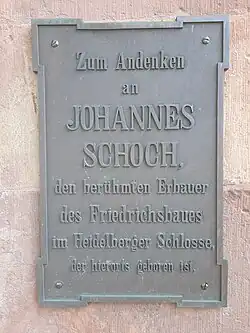 Zum Andenken
an
JOHANNES
SCHOCH,
den berühmten Erbauer
des Friedrichsbaues
im Heidelberger Schlosse,
der hierorts geboren ist.